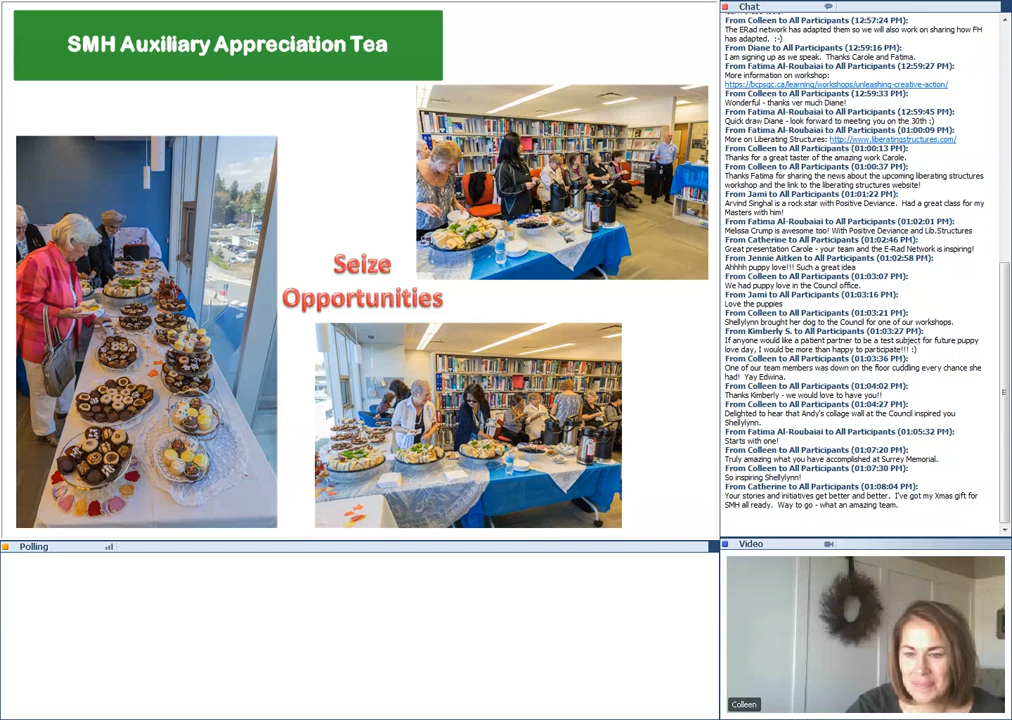 SMH Auxiliary Appreciation Tea
Seize
Opportunities
Chat
From Colleen to All Participants (12:57:24 PM):
The ERad network has adapted them so we will also work on sharing how FH
has adapted. :-)
From Diane to All Participants (12:59:16 PM):
I am signing up as we speak. Thanks Carole and Fatima.
From Fatima Al-Roubaiai to All Participants (12:59:27 PM):
More information on workshop:
https://bcpsqc.ca/learning/workshops/unleashing-creative-action/
From Colleen to All Participants (12:59:33 PM):
Wonderful - thanks ver much Diane!
From Fatima Al-Roubaiai to All Participants (12:59:45 PM):
Quick draw Diane - look forward to meeting you on the 30th :)
From Fatima Al-Roubaiai to All Participants (01:00:09 PM):
More on Liberating Structures: http://www.liberatingstructures.com/
From Colleen to All Participants (01:00:13 PM):
Thanks for a great taster of the amazing work Carole.
From Colleen to All Participants (01:00:37 PM):
Thanks Fatima for sharing the news about the upcoming liberating structures
workshop and the link to the liberating structures website!
From Jami to All Participants (01:01:22 PM):
Arvind Singhal is a rock star with Positive Deviance. Had a great class for my
Masters with him!
From Fatima Al-Roubaiai to All Participants (01:02:01 PM):
Melissa Crump is awesome too! With Positive Deviance and Lib.Structures
From Catherine to All Participants (01:02:46 PM):
Great presentation Carole - your team and the E-Rad Network is inspiring!
From Jennie Aitken to All Participants (01:02:58 PM):
Ahhhh puppy love!!! Such a great idea
From Colleen to All Participants (01:03:07 PM):
We had puppy love in the Council office.
From Jami to All Participants (01:03:16 PM):
Love the puppies
From Colleen to All Participants (01:03:21 PM):
Shellylynn brought her dog to the Council for one of our workshops.
From Kimberly S. to All Participants (01:03:27 PM):
If anyone would like a patient partner to be a test subject for future puppy
love day, I would be more than happy to participate!!! :)
From Colleen to All Participants (01:03:36 PM):
One of our team members was down on the floor cuddling every chance she
had! Yay Edwina.
From Colleen to All Participants (01:04:02 PM):
Thanks Kimberly - we would love to have you!!
From Colleen to All Participants (01:04:27 PM):
Delighted to hear that Andy's collage wall at the Council inspired you
Shellylynn.
From Fatima Al-Roubaiai to All Participants (01:05:32 PM):
Starts with one!
From Colleen to All Participants (01:07:20 PM):
Truly amazing what you have accomplished at Surrey Memorial.
From Colleen to All Participants (01:07:30 PM):
So inspiring Shellylynn!
From Catherine to All Participants (01:08:04 PM):
Your stories and initiatives get better and better. I've got my Xmas gift for
SMH all ready. Way to go - what an amazing team.
Polling
Video
Colleen